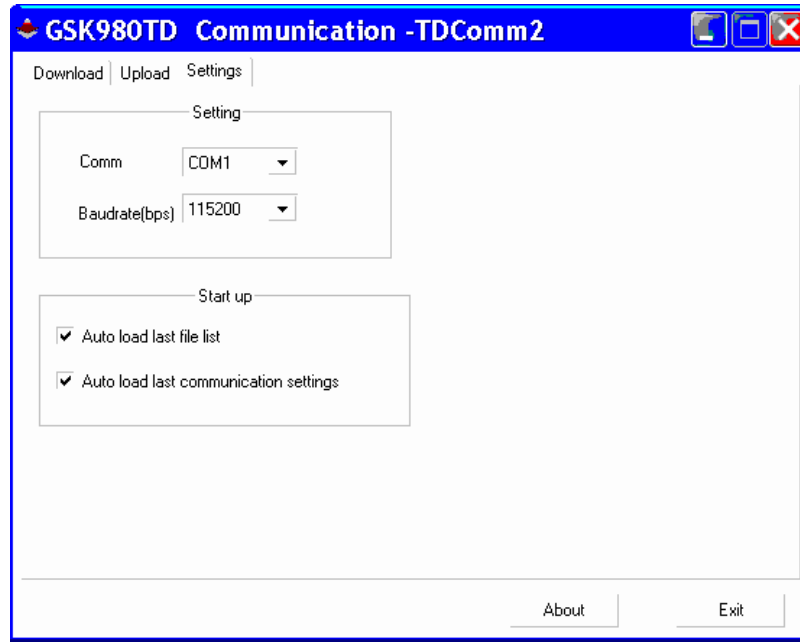 GSK980TD Communication -TDComm2
Download Upload Settings
Setting
Comm COM1
Baudrate(bps) 115200
Start up
Auto load last file list
Auto load last communication settings
About Exit